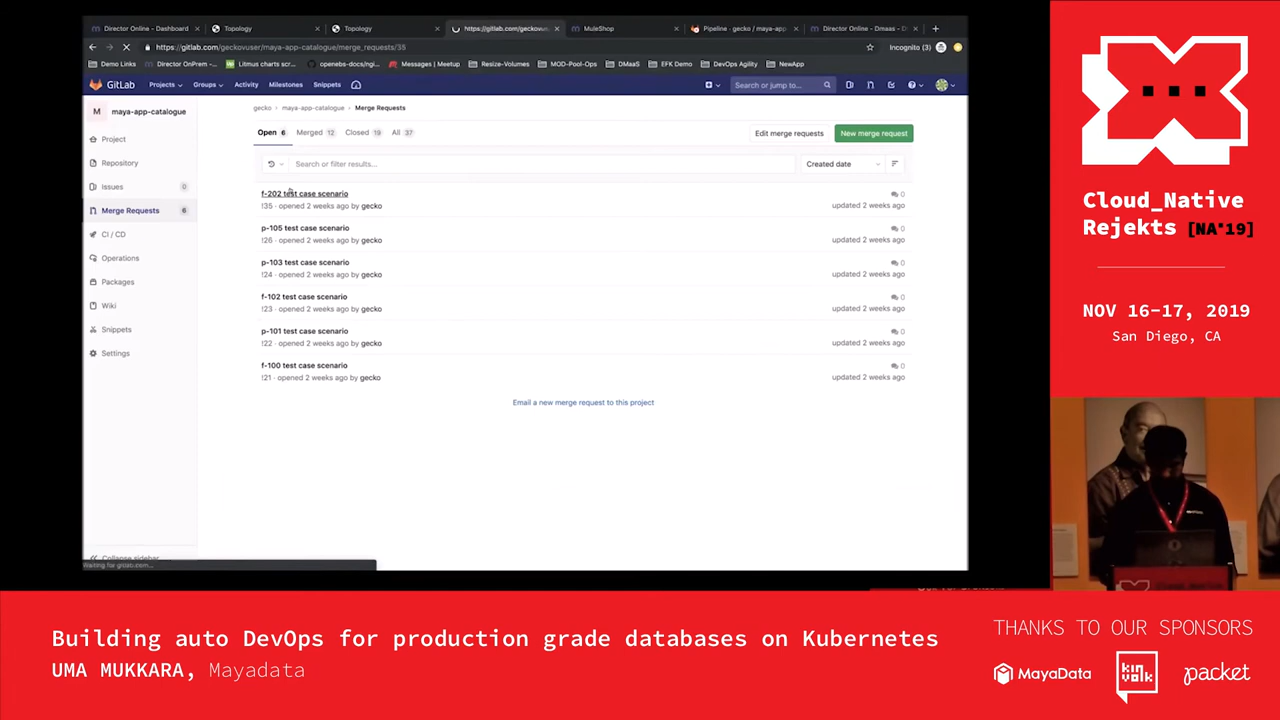 Director Online - Dashboard
Topology
Topology
https://gitlab.com/geckovus
MuleShop
Pipeline · gecko / maya-app
Director Online - Dmaas - D
https://gitlab.com/geckovuser/maya-app-catalogue/merge_requests/35
Incognito (3)
Demo Links
Director OnPrem
Litmus charts scr...
openebs-docs/ngi...
Messages | Meetup
Resize-Volumes
MOD-Pool-Ops
DMaaS
EFK Demo
DevOps Agility
NewApp
GitLab
Projects
Groups
Activity
Milestones
Snippets
Search or jump to...
M maya-app-catalogue
Project
Repository
Issues 0
Merge Requests 6
CI / CD
Operations
Packages
Wiki
Snippets
Settings
Collapse sidebar
Waiting for gitlab.com...
gecko › maya-app-catalogue › Merge Requests
Open 6 Merged 12 Closed 19 All 37
Edit merge requests
New merge request
Search or filter results...
Created date
f-202 test case scenario
!35 · opened 2 weeks ago by gecko
0
updated 2 weeks ago
p-105 test case scenario
!26 · opened 2 weeks ago by gecko
0
updated 2 weeks ago
p-103 test case scenario
!24 · opened 2 weeks ago by gecko
0
updated 2 weeks ago
f-102 test case scenario
!23 · opened 2 weeks ago by gecko
0
updated 2 weeks ago
p-101 test case scenario
!22 · opened 2 weeks ago by gecko
0
updated 2 weeks ago
f-100 test case scenario
!21 · opened 2 weeks ago by gecko
0
updated 2 weeks ago
Email a new merge request to this project
Cloud_Native
Rejekts [NA'19]
NOV 16-17, 2019
San Diego, CA
Building auto DevOps for production grade databases on Kubernetes
UMA MUKKARA, Mayadata
THANKS TO OUR SPONSORS
MayaData
kinvolk
packet